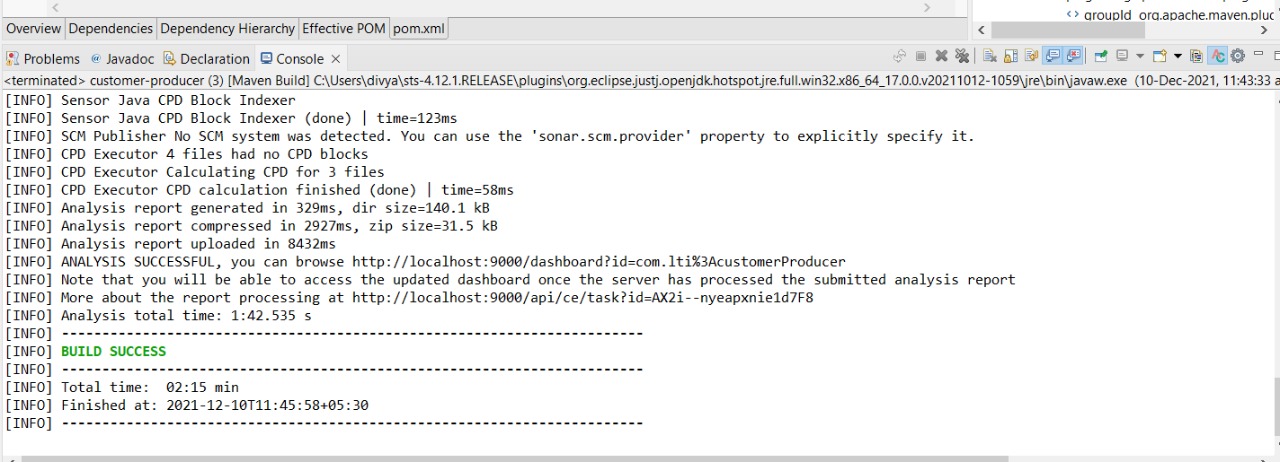 <> groupId org.apache.maven.plug
Overview Dependencies Dependency Hierarchy Effective POM pom.xml
Problems @ Javadoc Declaration Console
<terminated> customer-producer (3) [Maven Build] C:\Users\divya\sts-4.12.1.RELEASE\plugins\org.eclipse.justj.openjdk.hotspot.jre.full.win32.x86_64_17.0.0.v20211012-1059\jre\bin\javaw.exe (10-Dec-2021, 11:43:33 a
[INFO] Sensor Java CPD Block Indexer
[INFO] Sensor Java CPD Block Indexer (done) | time=123ms
[INFO] SCM Publisher No SCM system was detected. You can use the 'sonar.scm.provider' property to explicitly specify it.
[INFO] CPD Executor 4 files had no CPD blocks
[INFO] CPD Executor Calculating CPD for 3 files
[INFO] CPD Executor CPD calculation finished (done) | time=58ms
[INFO] Analysis report generated in 329ms, dir size=140.1 kB
[INFO] Analysis report compressed in 2927ms, zip size=31.5 kB
[INFO] Analysis report uploaded in 8432ms
[INFO] ANALYSIS SUCCESSFUL, you can browse http://localhost:9000/dashboard?id=com.lti%3AcustomerProducer
[INFO] Note that you will be able to access the updated dashboard once the server has processed the submitted analysis report
[INFO] More about the report processing at http://localhost:9000/api/ce/task?id=AX2i--nyeapxnie1d7F8
[INFO] Analysis total time: 1:42.535 s
[INFO] ------------------------------------------------------------------------
[INFO] BUILD SUCCESS
[INFO] ------------------------------------------------------------------------
[INFO] Total time:  02:15 min
[INFO] Finished at: 2021-12-10T11:45:58+05:30
[INFO] ------------------------------------------------------------------------